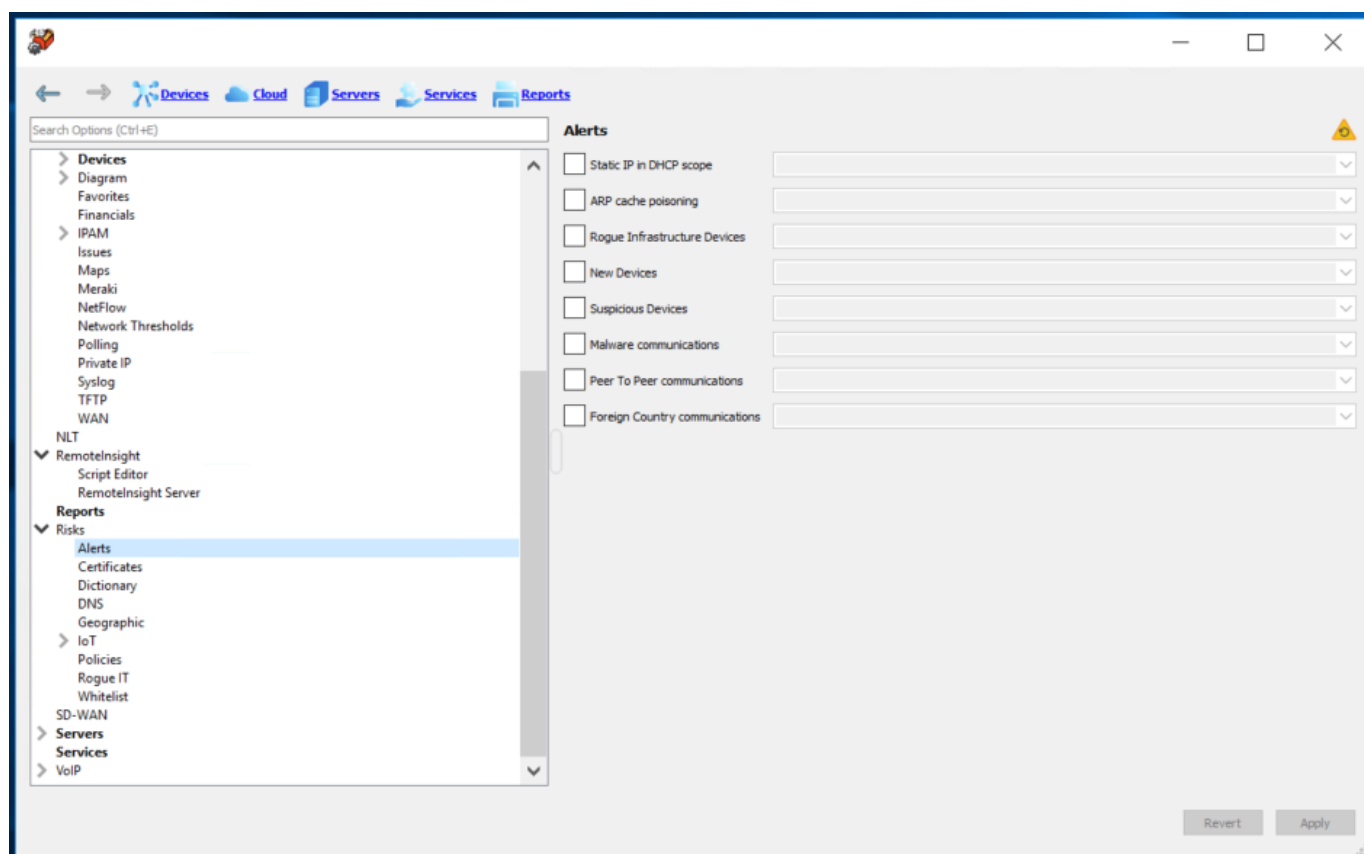 Devices Cloud Servers Services Reports
Search Options (Ctrl+E)
Devices
Diagram
Favorites
Financials
IPAM
Issues
Maps
Meraki
NetFlow
Network Thresholds
Polling
Private IP
Syslog
TFTP
WAN
NLT
RemoteInsight
Script Editor
RemoteInsight Server
Reports
Risks
Alerts
Certificates
Dictionary
DNS
Geographic
IoT
Policies
Rogue IT
Whitelist
SD-WAN
Servers
Services
VoIP
Alerts
Static IP in DHCP scope
ARP cache poisoning
Rogue Infrastructure Devices
New Devices
Suspicious Devices
Malware communications
Peer To Peer communications
Foreign Country communications
Revert Apply